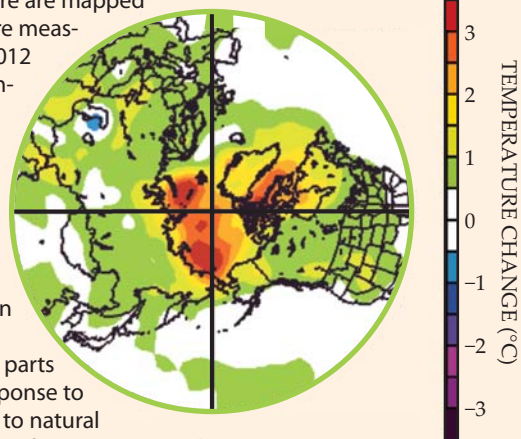 re are mapped
re meas-
012
n-
n
parts
ponse to
to natural
3
2
1
0
−1
−2
−3
TEMPERATURE CHANGE (°C)